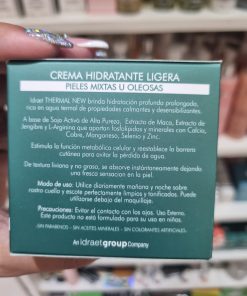 CREMA HIDRATANTE LIGERA
PIELES MIXTAS U OLEOSAS
Idraet THERMAL NEW brinda hidratación profunda prolongada,
rica en agua termal de propiedades calmantes y desensibilizantes.
A base de Soja Activa de Alta Pureza, Extracto de Maca, Extracto de
Jengibre y L-Arginina que aportan fosfolípidos y minerales con Calcio,
Cobre, Manganeso, Selenio y Zinc.
Estimula la función metabólica celular y reestablece la barrera
cutánea para evitar la pérdida de agua.
De textura liviana y no grasa, se absorbe instantáneamente dejando
una fresca sensación en la piel.
Modo de uso: Utilice diariamente mañana y noche sobre
rostro cuello y escote perfectamente limpios y tonificados. Puede
utilizarse debajo del maquillaje.
Precauciones: Evitar el contacto con los ojos. Uso Externo.
Este producto no está formulado para su uso en niños.
-SIN PARABENOS - SIN ACEITES MINERALES - SIN COLORANTES ARTIFICIALES-
An idraetgroup Company